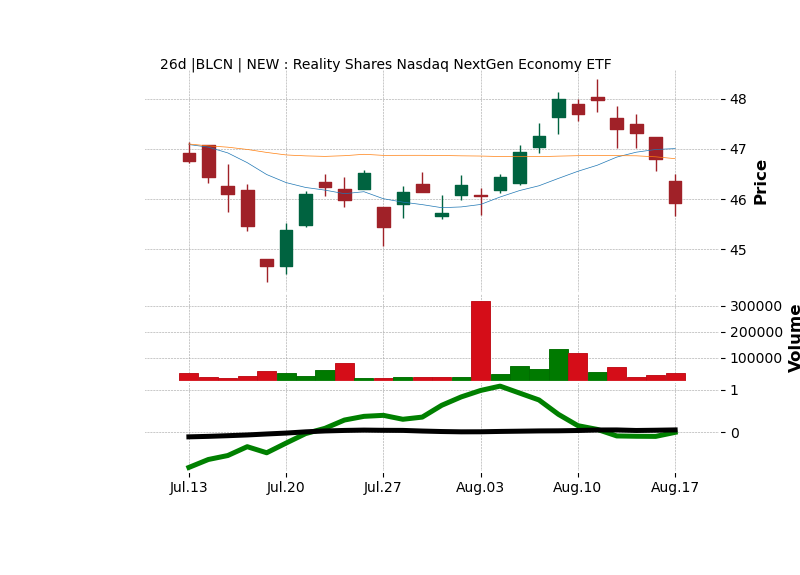 26d |BLCN | NEW : Reality Shares Nasdaq NextGen Economy ETF
48
47
46
45
Price
300000
200000
100000
Volume
1
0
Jul.13 Jul.20 Jul.27 Aug.03 Aug.10 Aug.17